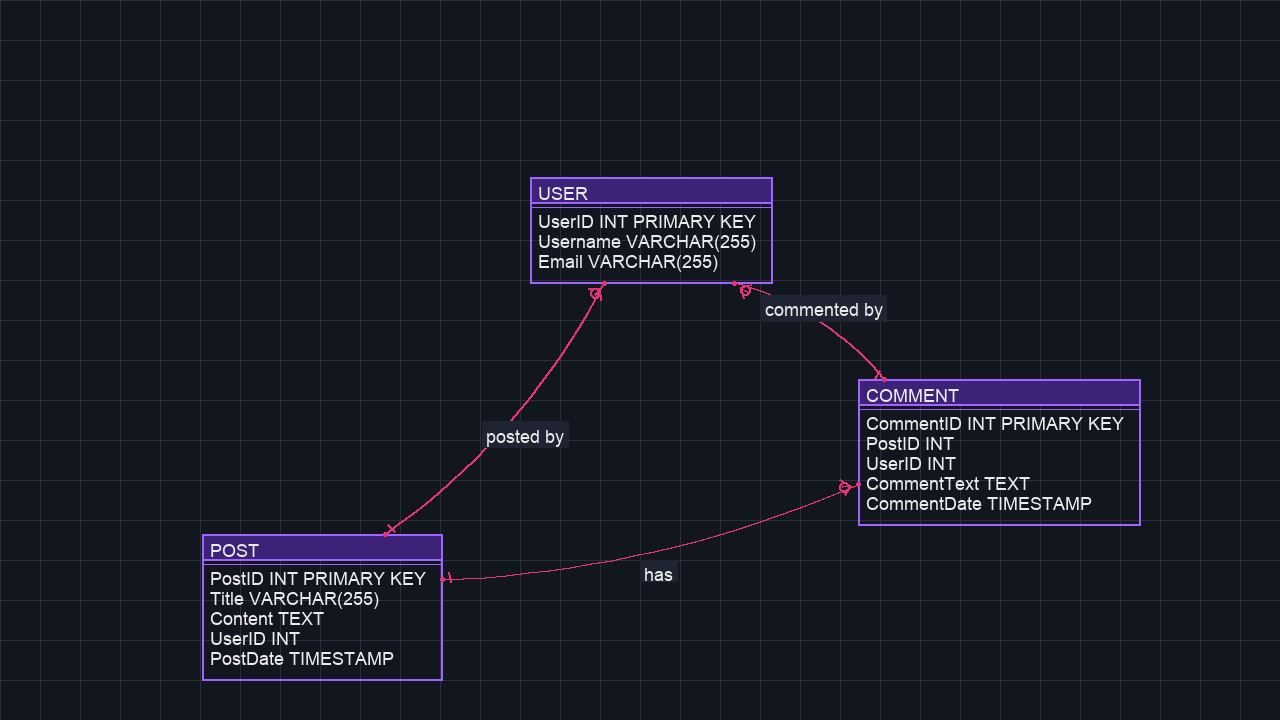 USER
UserID INT PRIMARY KEY
Username VARCHAR(255)
Email VARCHAR(255)
commented by
COMMENT
CommentID INT PRIMARY KEY
PostID INT
UserID INT
CommentText TEXT
CommentDate TIMESTAMP
posted by
has
POST
PostID INT PRIMARY KEY
Title VARCHAR(255)
Content TEXT
UserID INT
PostDate TIMESTAMP